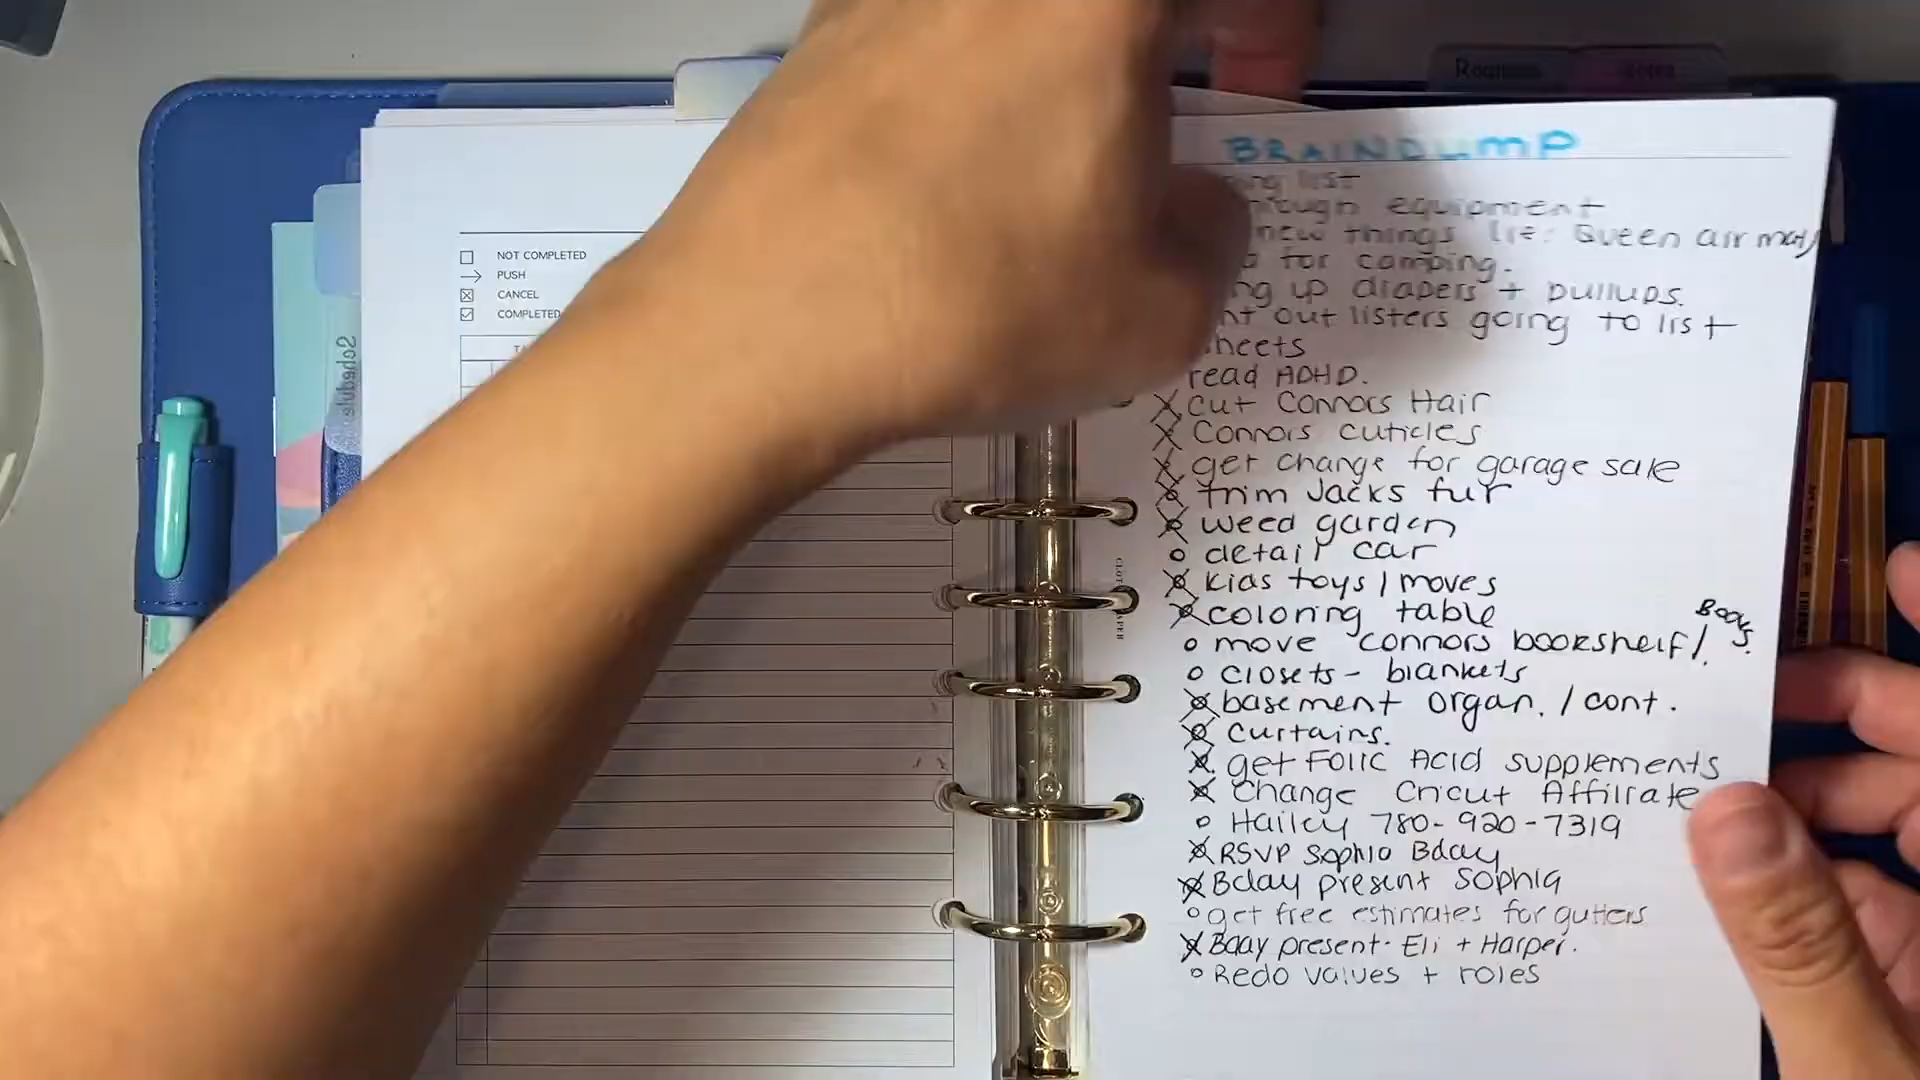 Schedule
NOT COMPLETED
PUSH
CANCEL
COMPLETED
Routines
BRAINDUMP
list
equipment
new things Queen air
for camping.
up diapers + pullups.
out listers going to list
sheets
read ADHD.
cut Connors Hair
Connors cuticles
get change for garage sale
trim Jacks fur
weed garden
detail car
kids toys / moves
coloring table
move connors bookshelf / Books.
closets - blankets
basement organ. / cont.
curtains.
get Folic Acid supplements
Change Cricut Affiliate
Hailey 780-920-7319
RSVP Sophia Bday
Bday present Sophia
get free estimates for gutters
Bday present - Eli + Harper.
Redo values + roles